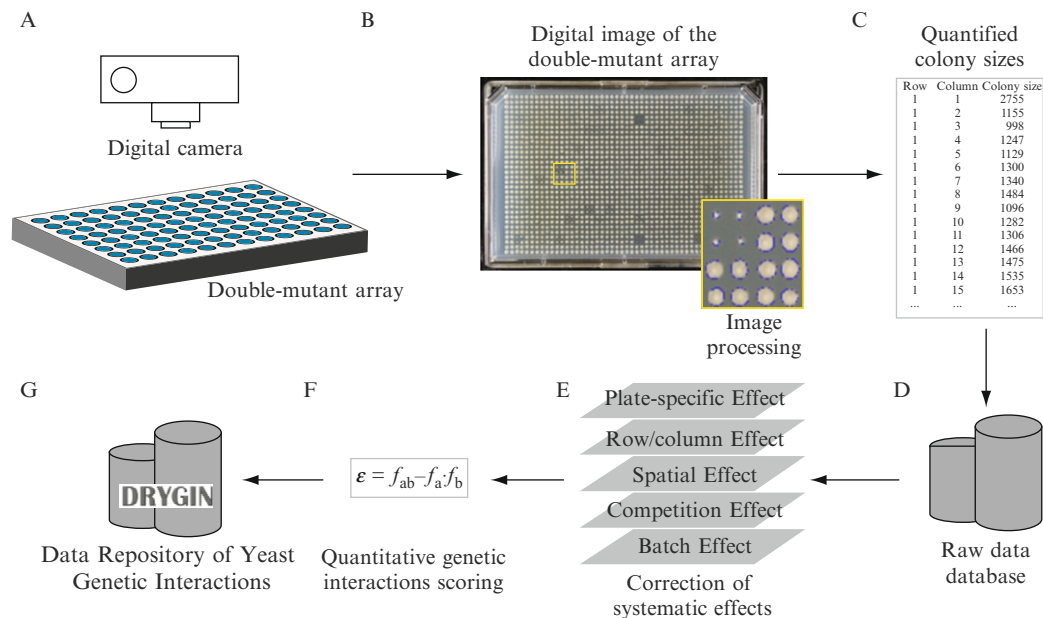 A
B
C
Digital camera
Double-mutant array
Digital image of the
double-mutant array
Image
processing
Quantified
colony sizes
Row Column Colony size
1 1 2755
1 2 1155
1 3 998
1 4 1247
1 5 1129
1 6 1300
1 7 1340
1 8 1484
1 9 1096
1 10 1282
1 11 1306
1 12 1466
1 13 1475
1 14 1535
1 15 1653
... ... ...
G
F
E
D
DRYGIN
Data Repository of Yeast
Genetic Interactions
ε = fab–fa·fb
Quantitative genetic
interactions scoring
Plate-specific Effect
Row/column Effect
Spatial Effect
Competition Effect
Batch Effect
Correction of
systematic effects
Raw data
database